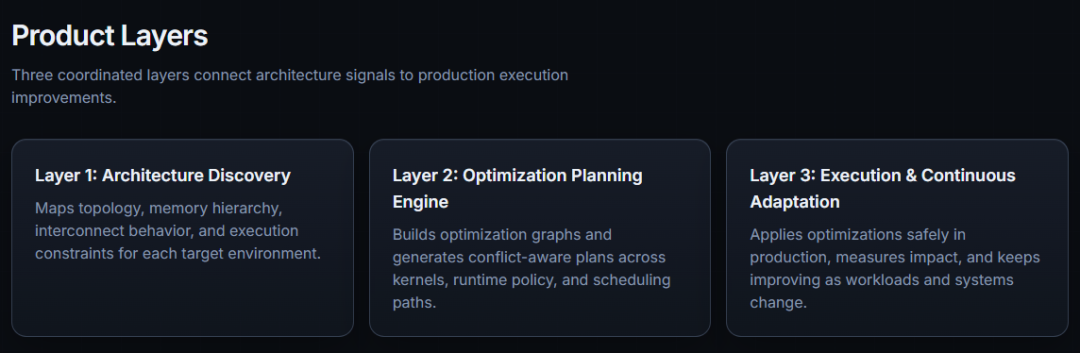 Product Layers
Three coordinated layers connect architecture signals to production execution
improvements.
Layer 1: Architecture Discovery
Maps topology, memory hierarchy,
interconnect behavior, and execution
constraints for each target environment.
Layer 2: Optimization Planning
Engine
Builds optimization graphs and
generates conflict-aware plans across
kernels, runtime policy, and scheduling
paths.
Layer 3: Execution & Continuous
Adaptation
Applies optimizations safely in
production, measures impact, and keeps
improving as workloads and systems
change.